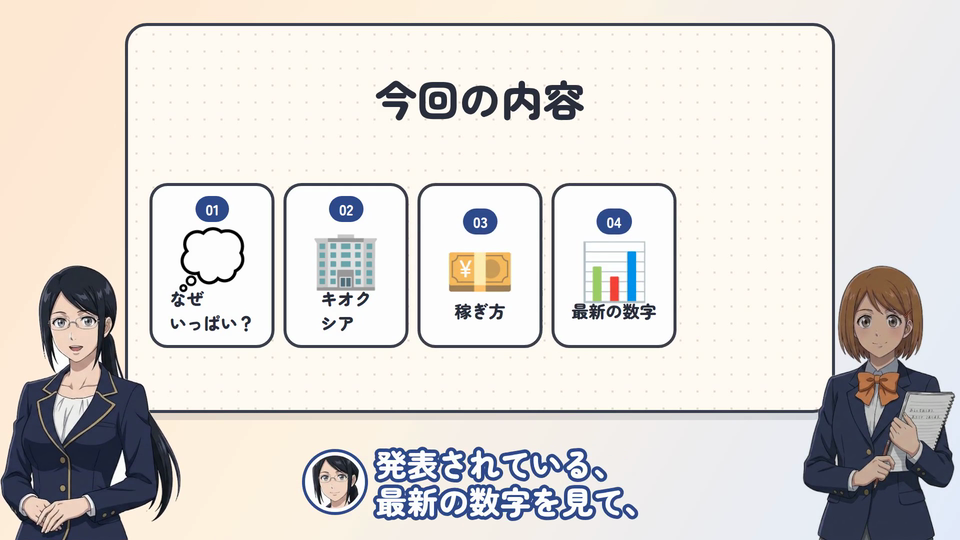 今回の内容
01
なぜ
いっぱい？
02
キオク
シア
03
¥
稼ぎ方
04
最新の数字
発表されている、
最新の数字を見て、